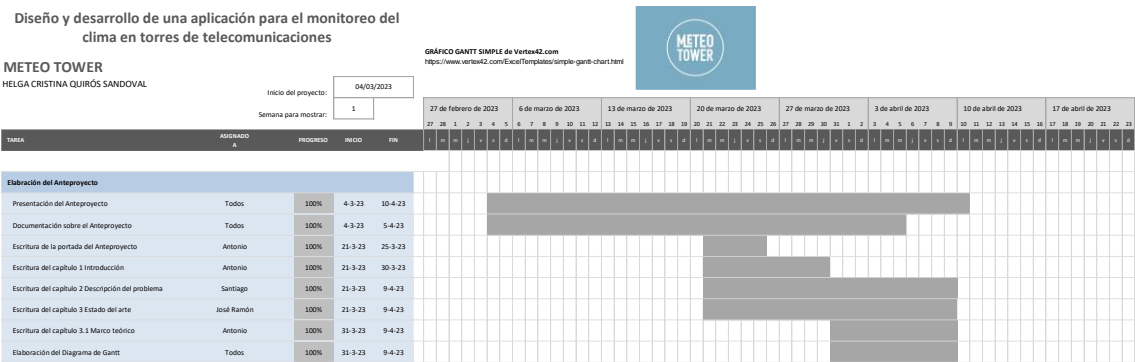 Diseño y desarrollo de una aplicación para el monitoreo del
clima en torres de telecomunicaciones
METEO TOWER
HELGA CRISTINA QUIRÓS SANDOVAL
GRÁFICO GANTT SIMPLE de Vertex42.com
https://www.vertex42.com/ExcelTemplates/simple-gantt-chart.html
METEO
TOWER
Inicio del proyecto: 04/03/2023
Semana para mostrar: 1
27 de febrero de 2023 6 de marzo de 2023 13 de marzo de 2023 20 de marzo de 2023 27 de marzo de 2023 3 de abril de 2023 10 de abril de 2023 17 de abril de 2023
27 28 1 2 3 4 5 6 7 8 9 10 11 12 13 14 15 16 17 18 19 20 21 22 23 24 25 26 27 28 29 30 31 1 2 3 4 5 6 7 8 9 10 11 12 13 14 15 16 17 18 19 20 21 22 23
TAREA ASIGNADO A PROGRESO INICIO FIN l m m j v s d l m m j v s d l m m j v s d l m m j v s d l m m j v s d l m m j v s d l m m j v s d l m m j v s d
Elabración del Anteproyecto
Presentación del Anteproyecto Todos 100% 4-3-23 10-4-23
Documentación sobre el Anteproyecto Todos 100% 4-3-23 5-4-23
Escritura de la portada del Anteproyecto Antonio 100% 21-3-23 25-3-23
Escritura del capítulo 1 Introducción Antonio 100% 21-3-23 30-3-23
Escritura del capítulo 2 Descripción del problema Santiago 100% 21-3-23 9-4-23
Escritura del capítulo 3 Estado del arte José Ramón 100% 21-3-23 9-4-23
Escritura del capítulo 3.1 Marco teórico Antonio 100% 31-3-23 9-4-23
Elaboración del Diagrama de Gantt Todos 100% 31-3-23 9-4-23